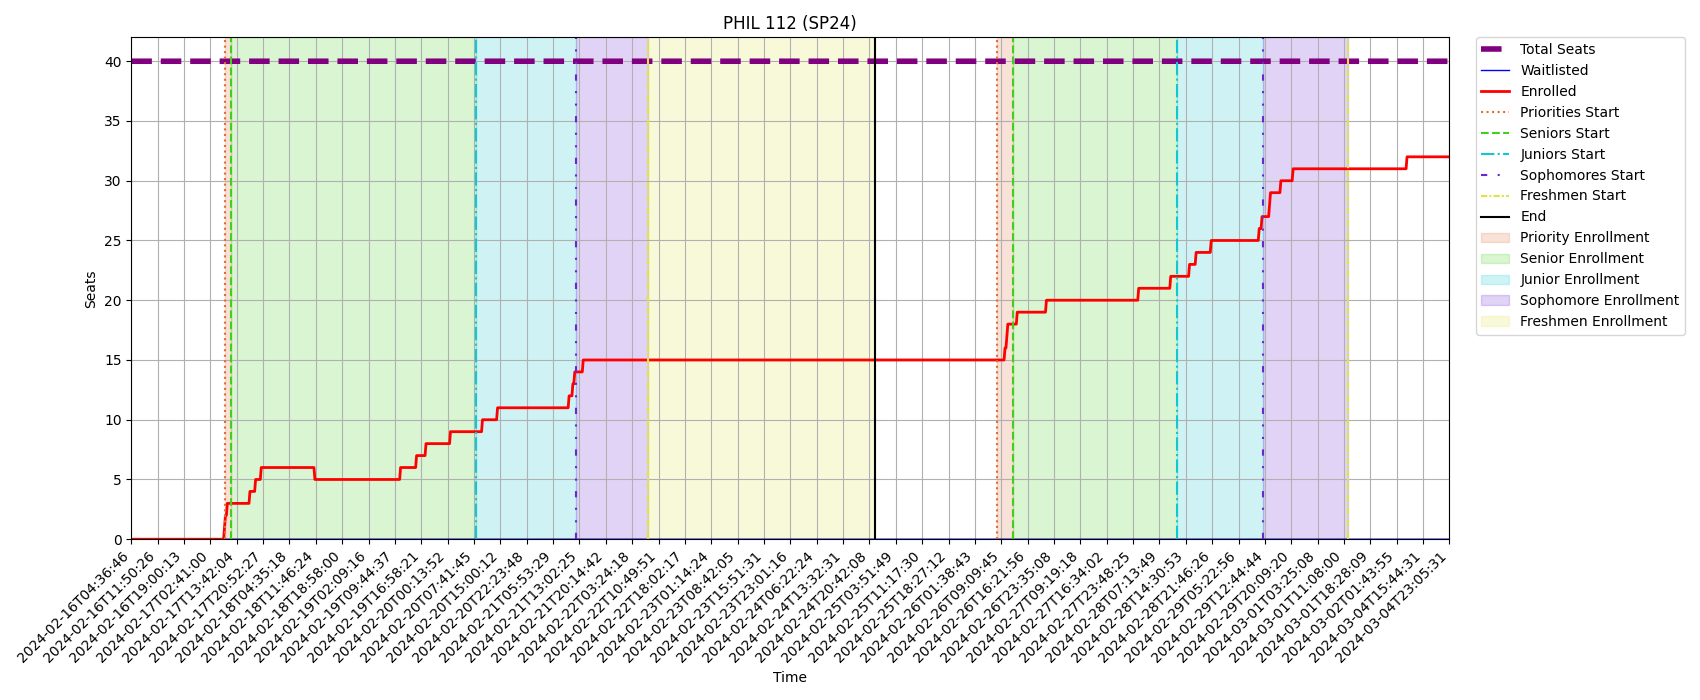 PHIL 112 (SP24)
Seats
40
35
30
25
20
15
10
5
0
2024-02-16T04:36:46
2024-02-16T11:50:26
2024-02-16T19:00:13
2024-02-17T02:41:00
2024-02-17T13:42:04
2024-02-17T20:52:27
2024-02-18T04:35:18
2024-02-18T11:46:24
2024-02-18T18:58:00
2024-02-19T02:09:16
2024-02-19T09:44:37
2024-02-19T16:58:21
2024-02-20T00:13:52
2024-02-20T07:41:45
2024-02-20T15:00:12
2024-02-20T22:23:48
2024-02-21T05:53:29
2024-02-21T13:02:25
2024-02-21T20:14:42
2024-02-22T03:24:18
2024-02-22T10:49:51
2024-02-22T18:02:17
2024-02-23T01:14:24
2024-02-23T08:42:05
2024-02-23T15:51:31
2024-02-23T23:01:16
2024-02-24T06:22:24
2024-02-24T13:32:31
2024-02-24T20:42:08
2024-02-25T03:51:49
2024-02-25T11:17:30
2024-02-25T18:27:12
2024-02-26T01:38:43
2024-02-26T09:09:45
2024-02-26T16:21:56
2024-02-26T23:35:08
2024-02-27T09:19:18
2024-02-27T16:34:02
2024-02-27T23:48:25
2024-02-28T07:13:49
2024-02-28T14:30:53
2024-02-28T21:46:26
2024-02-29T05:22:56
2024-02-29T12:44:44
2024-02-29T20:09:20
2024-03-01T03:25:08
2024-03-01T11:08:00
2024-03-01T18:28:09
2024-03-02T01:43:55
2024-03-04T15:44:31
2024-03-04T23:05:31
Time
Total Seats
Waitlisted
Enrolled
Priorities Start
Seniors Start
Juniors Start
Sophomores Start
Freshmen Start
End
Priority Enrollment
Senior Enrollment
Junior Enrollment
Sophomore Enrollment
Freshmen Enrollment